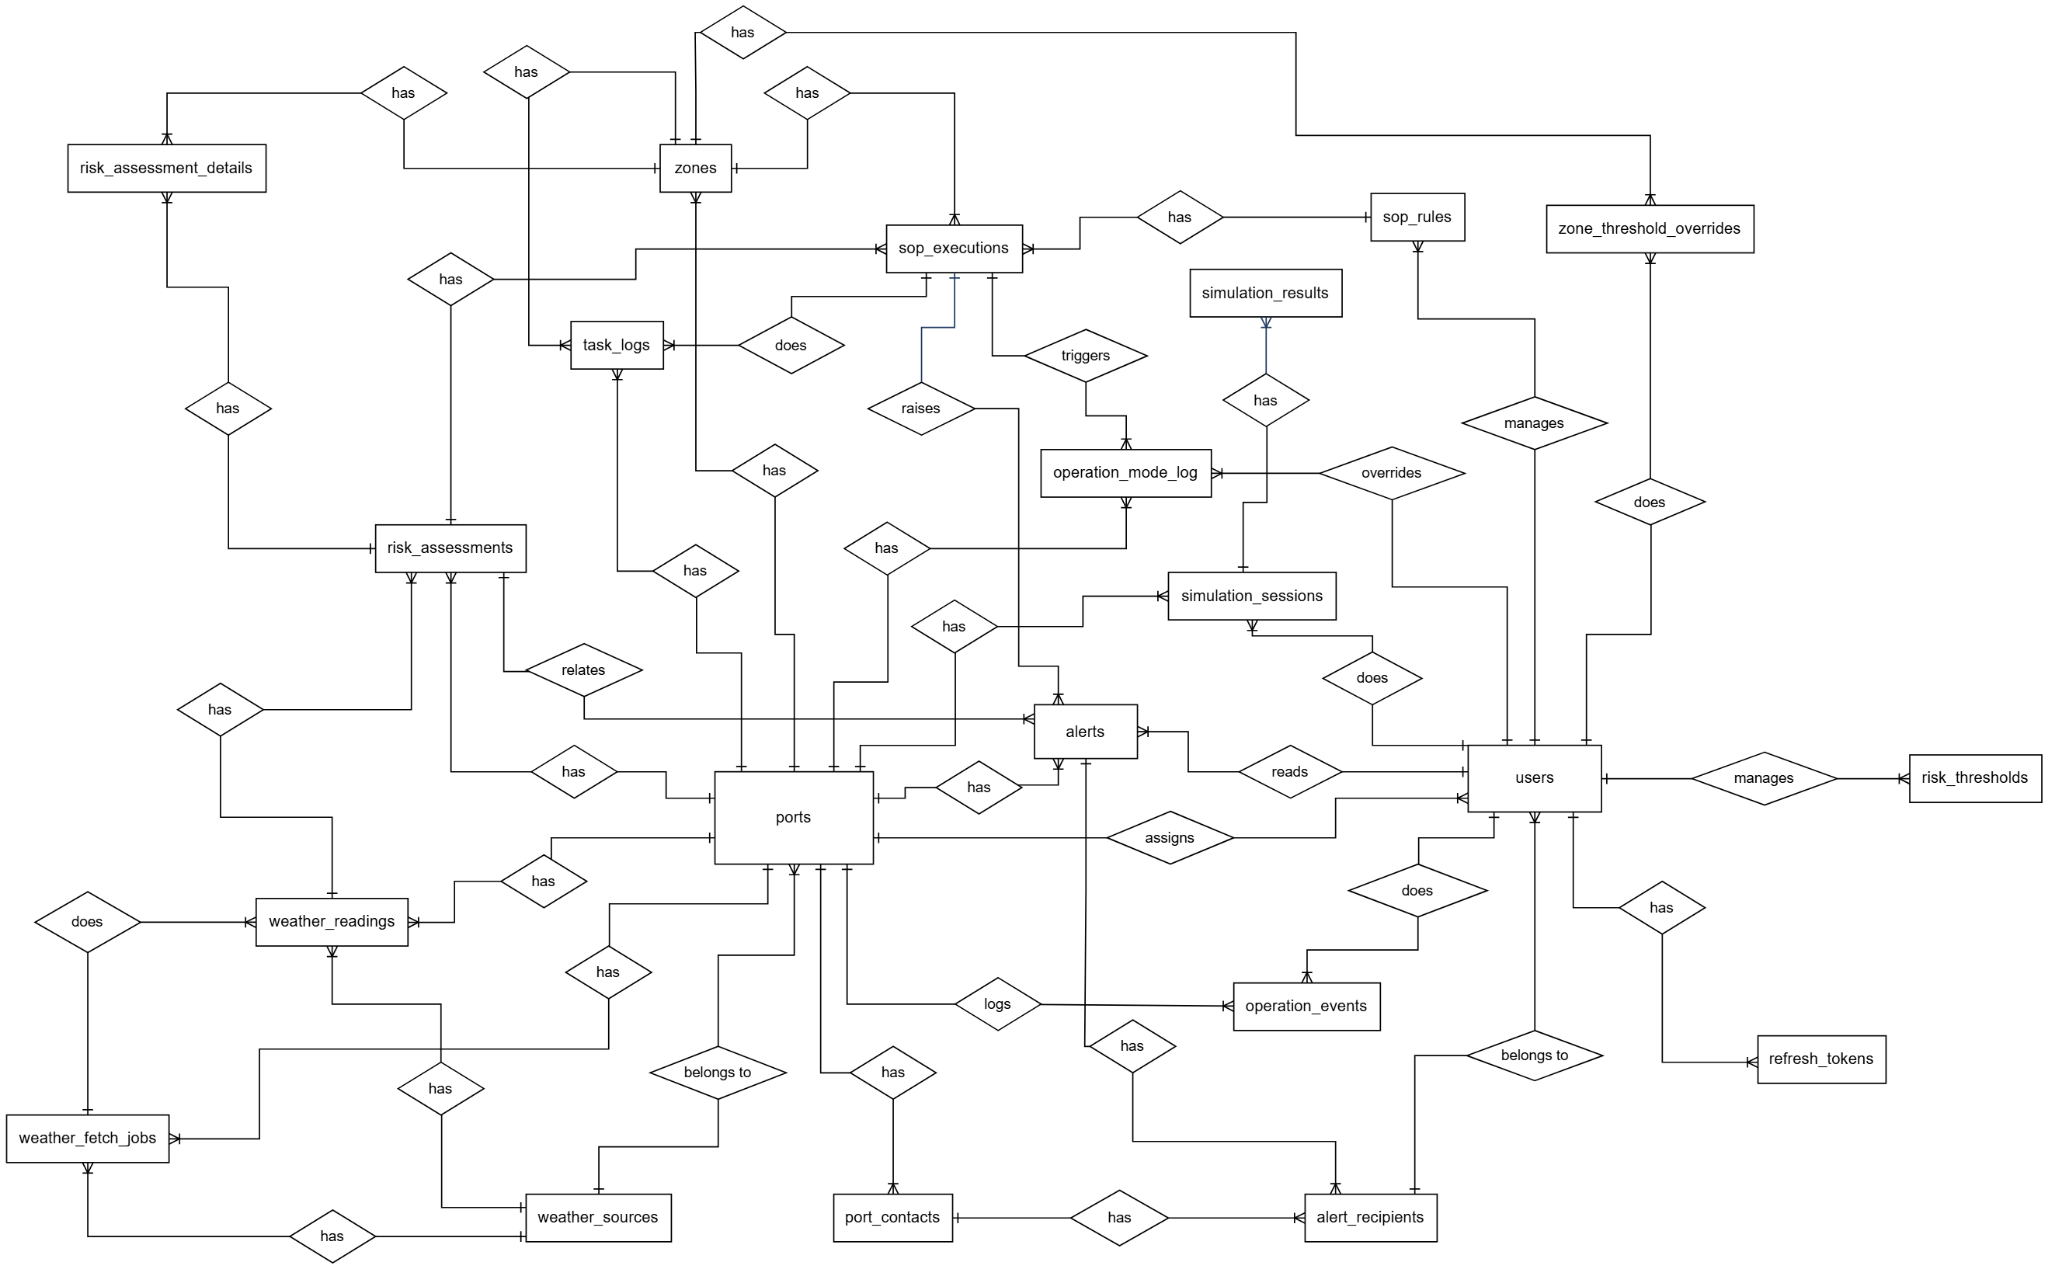 has
has
has
has
risk_assessment_details
zones
sop_executions
has
sop_rules
zone_threshold_overrides
has
simulation_results
task_logs
does
triggers
has
raises
has
manages
has
operation_mode_log
overrides
does
risk_assessments
has
has
simulation_sessions
has
relates
does
has
alerts
has
reads
users
manages
risk_thresholds
has
ports
assigns
has
does
has
does
weather_readings
has
logs
operation_events
has
has
belongs to
has
belongs to
refresh_tokens
weather_fetch_jobs
has
weather_sources
port_contacts
has
alert_recipients